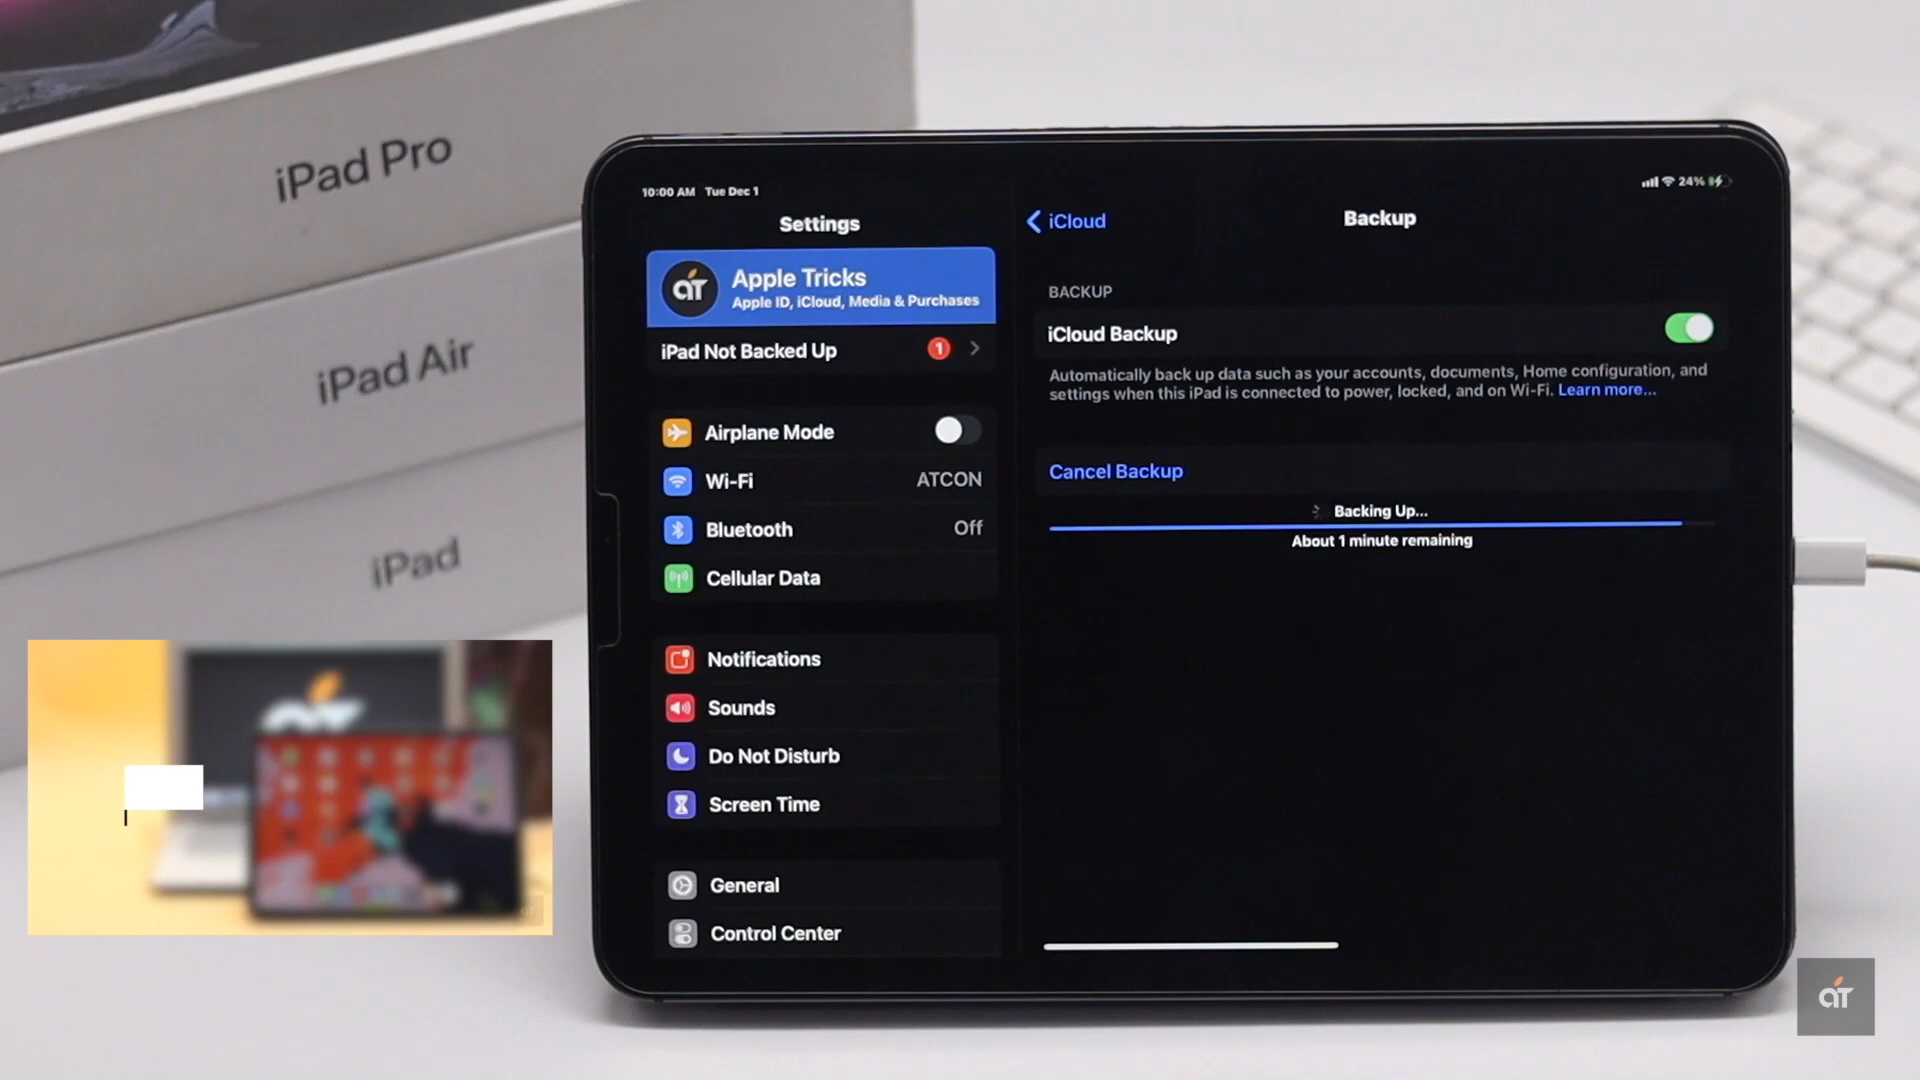 iPad Pro
iPad Air
iPad
10:00 AM Tue Dec 1
24%
Settings
aT
Apple Tricks
Apple ID, iCloud, Media & Purchases
iPad Not Backed Up
1
Airplane Mode
Wi-Fi
ATCON
Bluetooth
Off
Cellular Data
Notifications
Sounds
Do Not Disturb
Screen Time
General
Control Center
iCloud
Backup
BACKUP
iCloud Backup
Automatically back up data such as your accounts, documents, Home configuration, and
settings when this iPad is connected to power, locked, and on Wi-Fi. Learn more...
Cancel Backup
Backing Up...
About 1 minute remaining
aT
aT